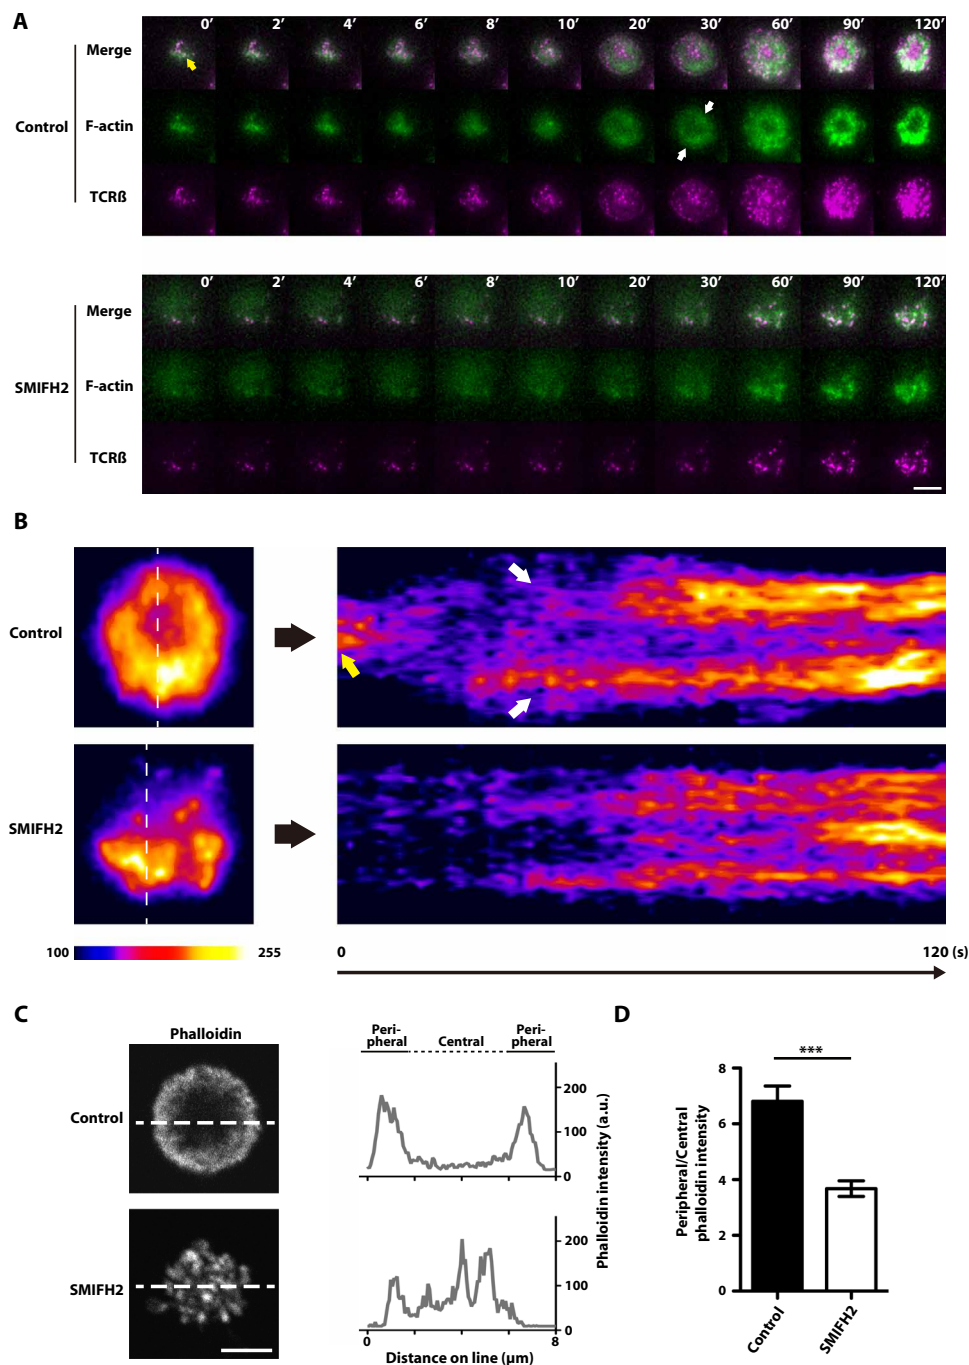 A
0′ 2′ 4′ 6′ 8′ 10′ 20′ 30′ 60′ 90′ 120′
Merge
Control
F-actin
TCRß
0′ 2′ 4′ 6′ 8′ 10′ 20′ 30′ 60′ 90′ 120′
Merge
SMIFH2
F-actin
TCRß
B
Control
SMIFH2
100 255
0 120 (s)
C
Phalloidin
Control
SMIFH2
Peri-
pheral
Central
Peri-
pheral
200
100
0
200
100
0
Phalloidin intensity (a.u.)
0 4 8
Distance on line (µm)
D
***
8
6
4
2
0
Peripheral/Central
phalloidin intensity
Control
SMIFH2